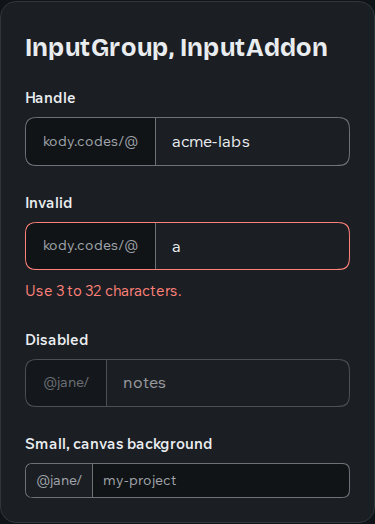 InputGroup, InputAddon
Handle
kody.codes/@ acme-labs
Invalid
kody.codes/@ a
Use 3 to 32 characters.
Disabled
@jane/ notes
Small, canvas background
@jane/ my-project